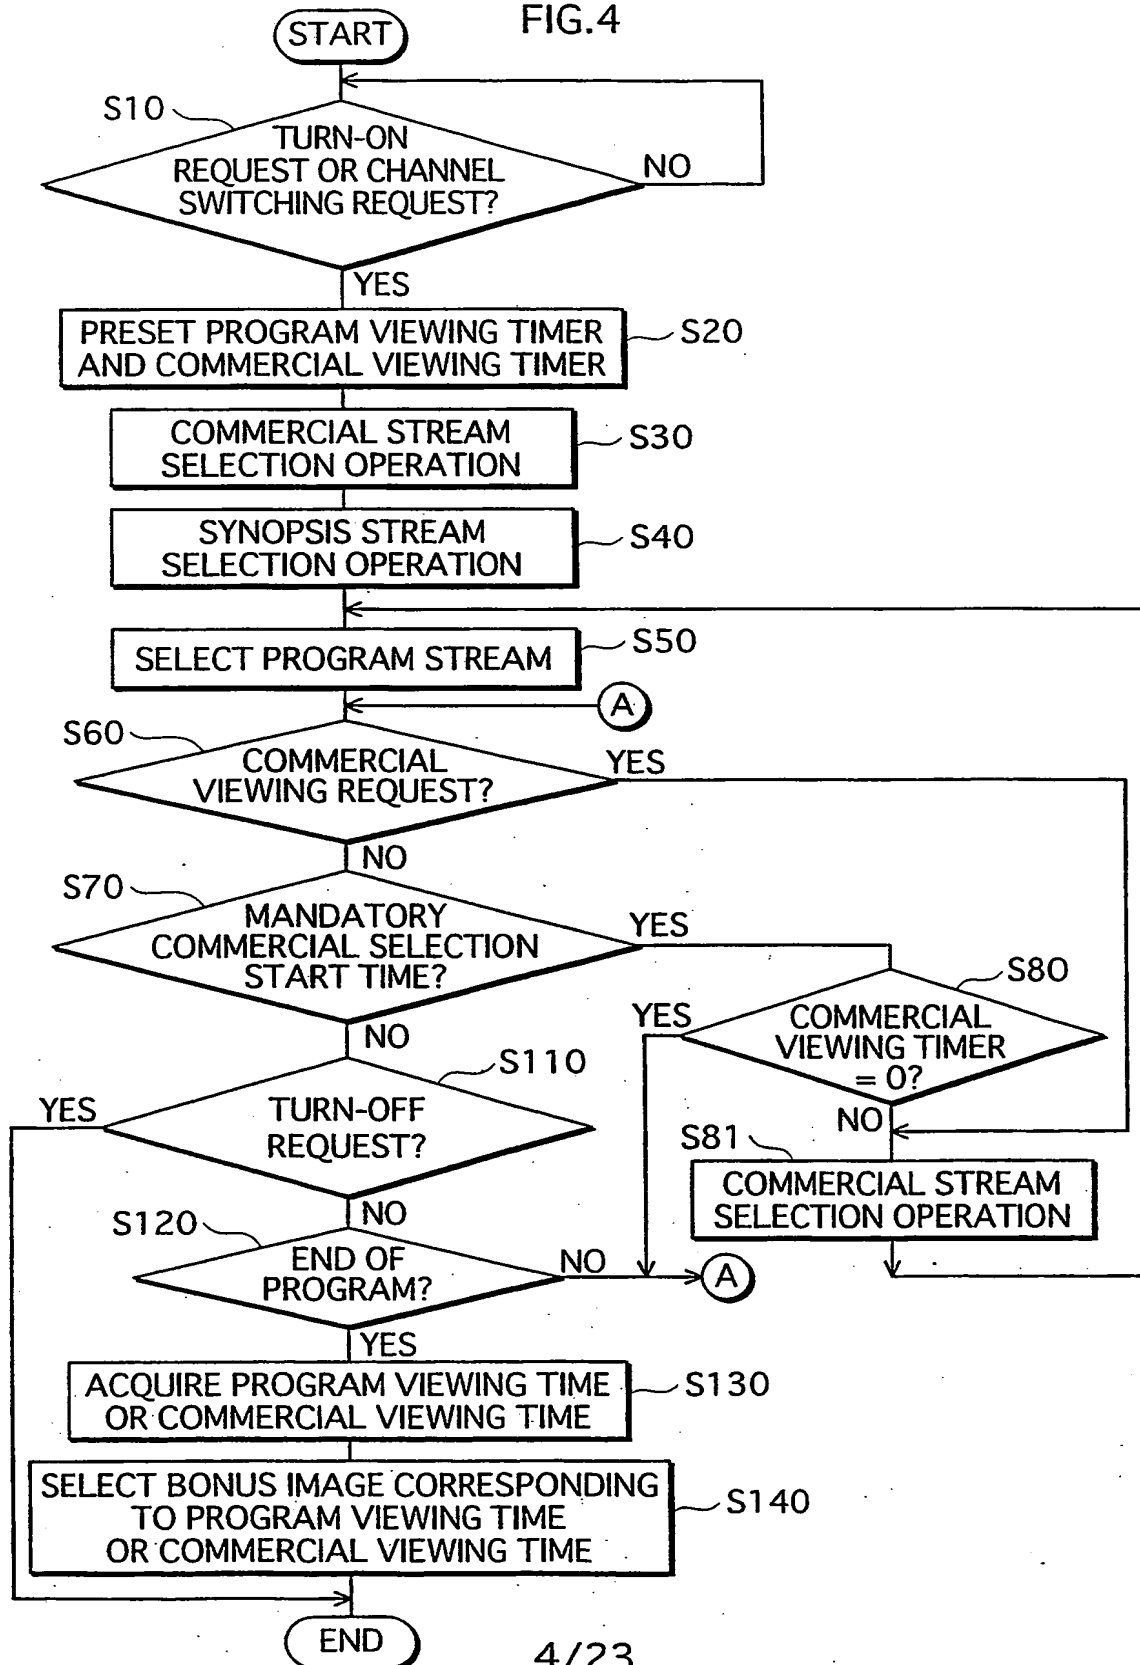 FIG.4
START
S10
TURN-ON
REQUEST OR CHANNEL
SWITCHING REQUEST?
NO
YES
PRESET PROGRAM VIEWING TIMER
AND COMMERCIAL VIEWING TIMER
S20
COMMERCIAL STREAM
SELECTION OPERATION
S30
SYNOPSIS STREAM
SELECTION OPERATION
S40
SELECT PROGRAM STREAM
S50
A
S60
COMMERCIAL
VIEWING REQUEST?
YES
NO
S70
MANDATORY
COMMERCIAL SELECTION
START TIME?
YES
NO
S80
COMMERCIAL
VIEWING TIMER
= 0?
YES
NO
S81
COMMERCIAL STREAM
SELECTION OPERATION
S110
TURN-OFF
REQUEST?
YES
NO
S120
END OF
PROGRAM?
NO
A
YES
ACQUIRE PROGRAM VIEWING TIME
OR COMMERCIAL VIEWING TIME
S130
SELECT BONUS IMAGE CORRESPONDING
TO PROGRAM VIEWING TIME
OR COMMERCIAL VIEWING TIME
S140
END
4/23